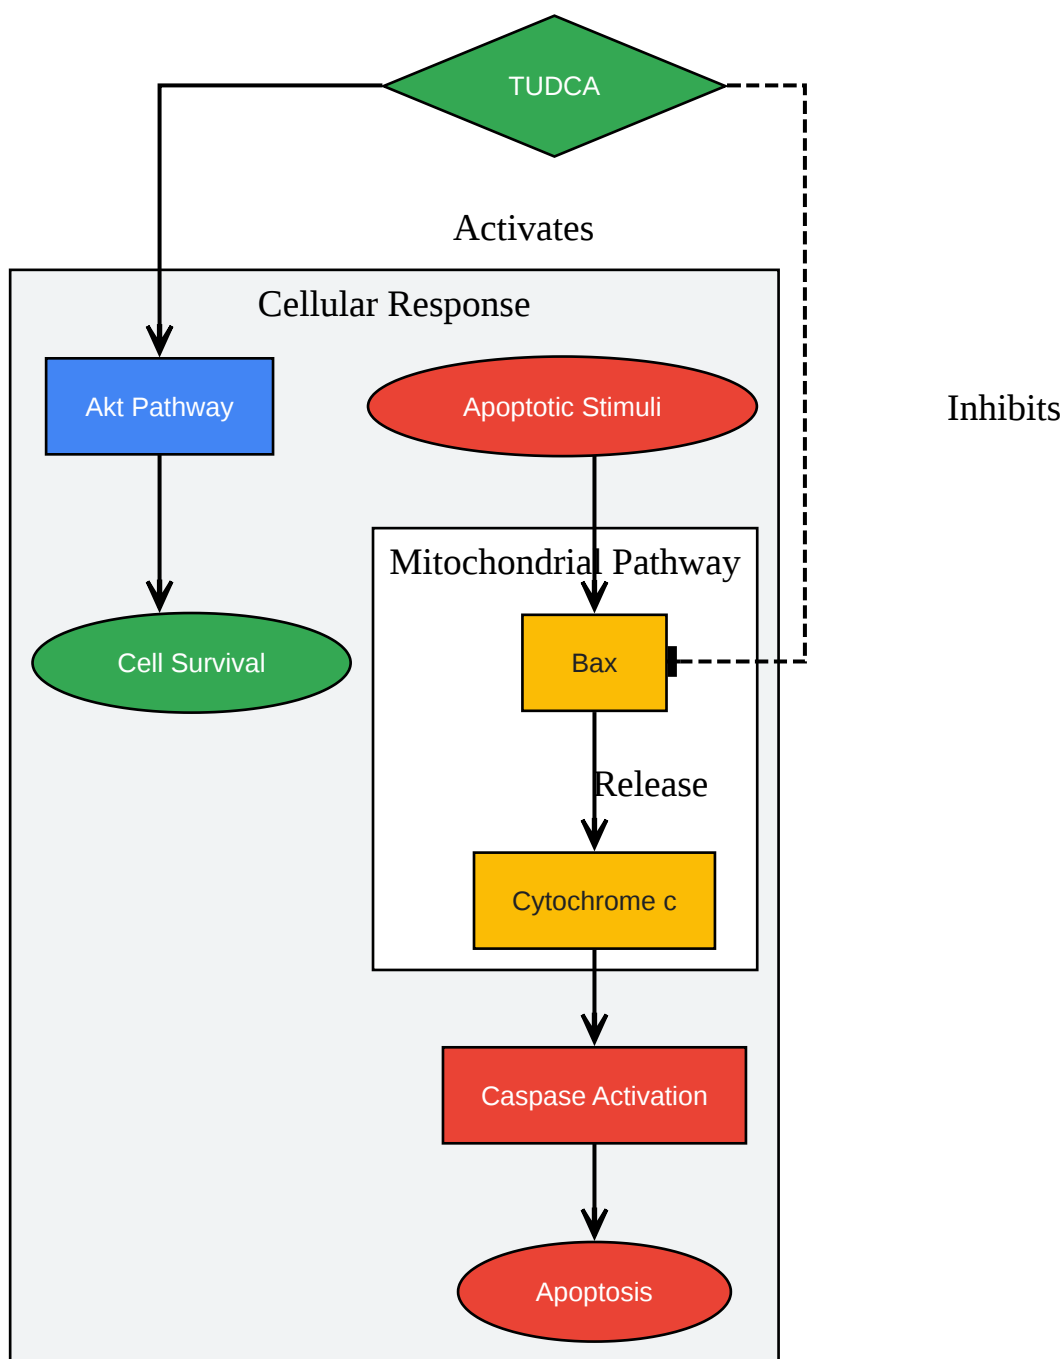 TUDCA
Activates
Cellular Response
Akt Pathway
Apoptotic Stimuli
Inhibits
Mitochondrial Pathway
Cell Survival
Bax
Release
Cytochrome c
Caspase Activation
Apoptosis